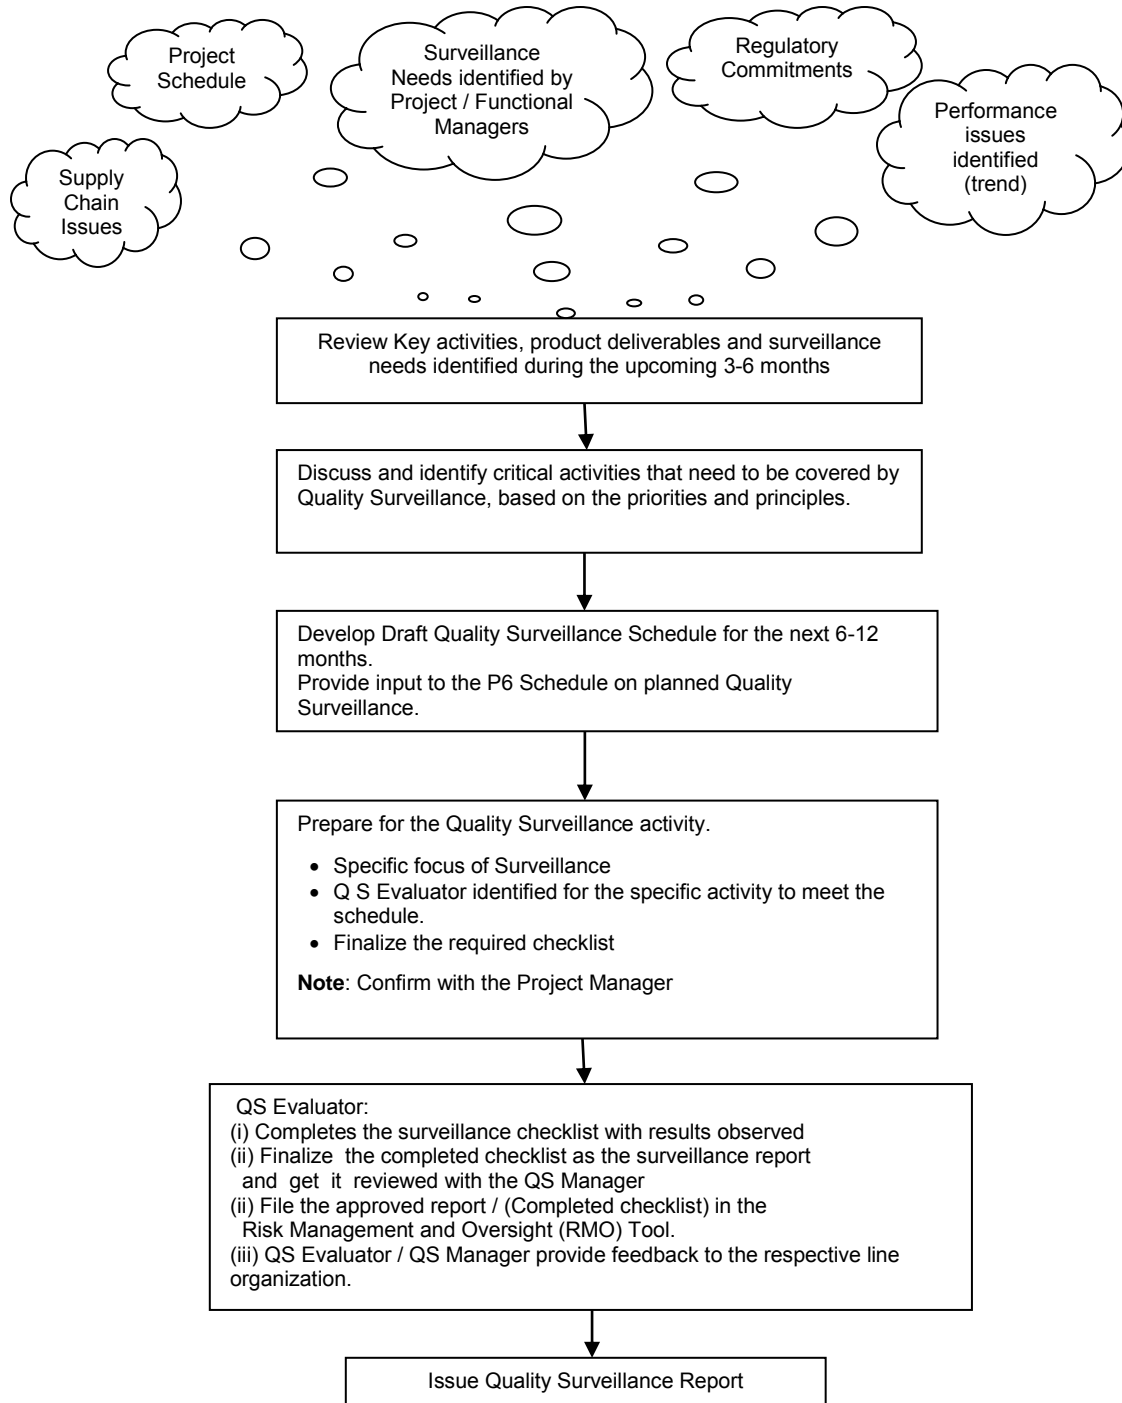 Project
Schedule
Surveillance
Needs identified by
Project / Functional
Managers
Regulatory
Commitments
Performance
issues
identified
(trend)
Supply
Chain
Issues
Review Key activities, product deliverables and surveillance
needs identified during the upcoming 3-6 months
Discuss and identify critical activities that need to be covered by
Quality Surveillance, based on the priorities and principles.
Develop Draft Quality Surveillance Schedule for the next 6-12
months.
Provide input to the P6 Schedule on planned Quality
Surveillance.
Prepare for the Quality Surveillance activity.
• Specific focus of Surveillance
• Q S Evaluator identified for the specific activity to meet the
schedule.
• Finalize the required checklist
Note: Confirm with the Project Manager
QS Evaluator:
(i) Completes the surveillance checklist with results observed
(ii) Finalize the completed checklist as the surveillance report
and get it reviewed with the QS Manager
(ii) File the approved report / (Completed checklist) in the
Risk Management and Oversight (RMO) Tool.
(iii) QS Evaluator / QS Manager provide feedback to the respective line
organization.
Issue Quality Surveillance Report